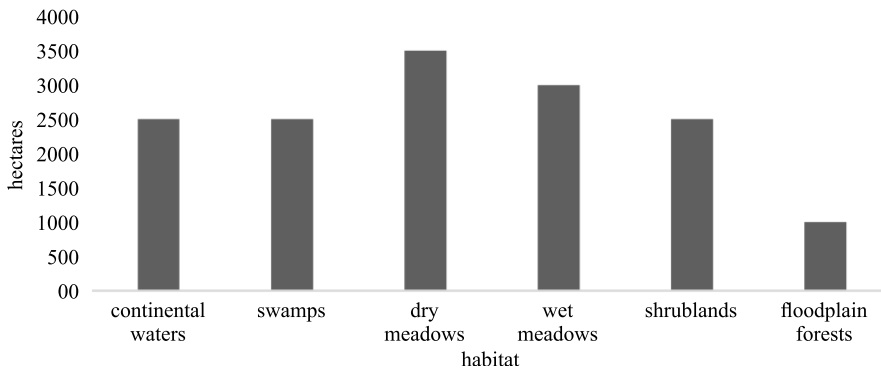 4000
3500
3000
2500
2000
1500
1000
500
00
hectares
continental
waters
swamps
dry
meadows
wet
meadows
shrublands
floodplain
forests
habitat